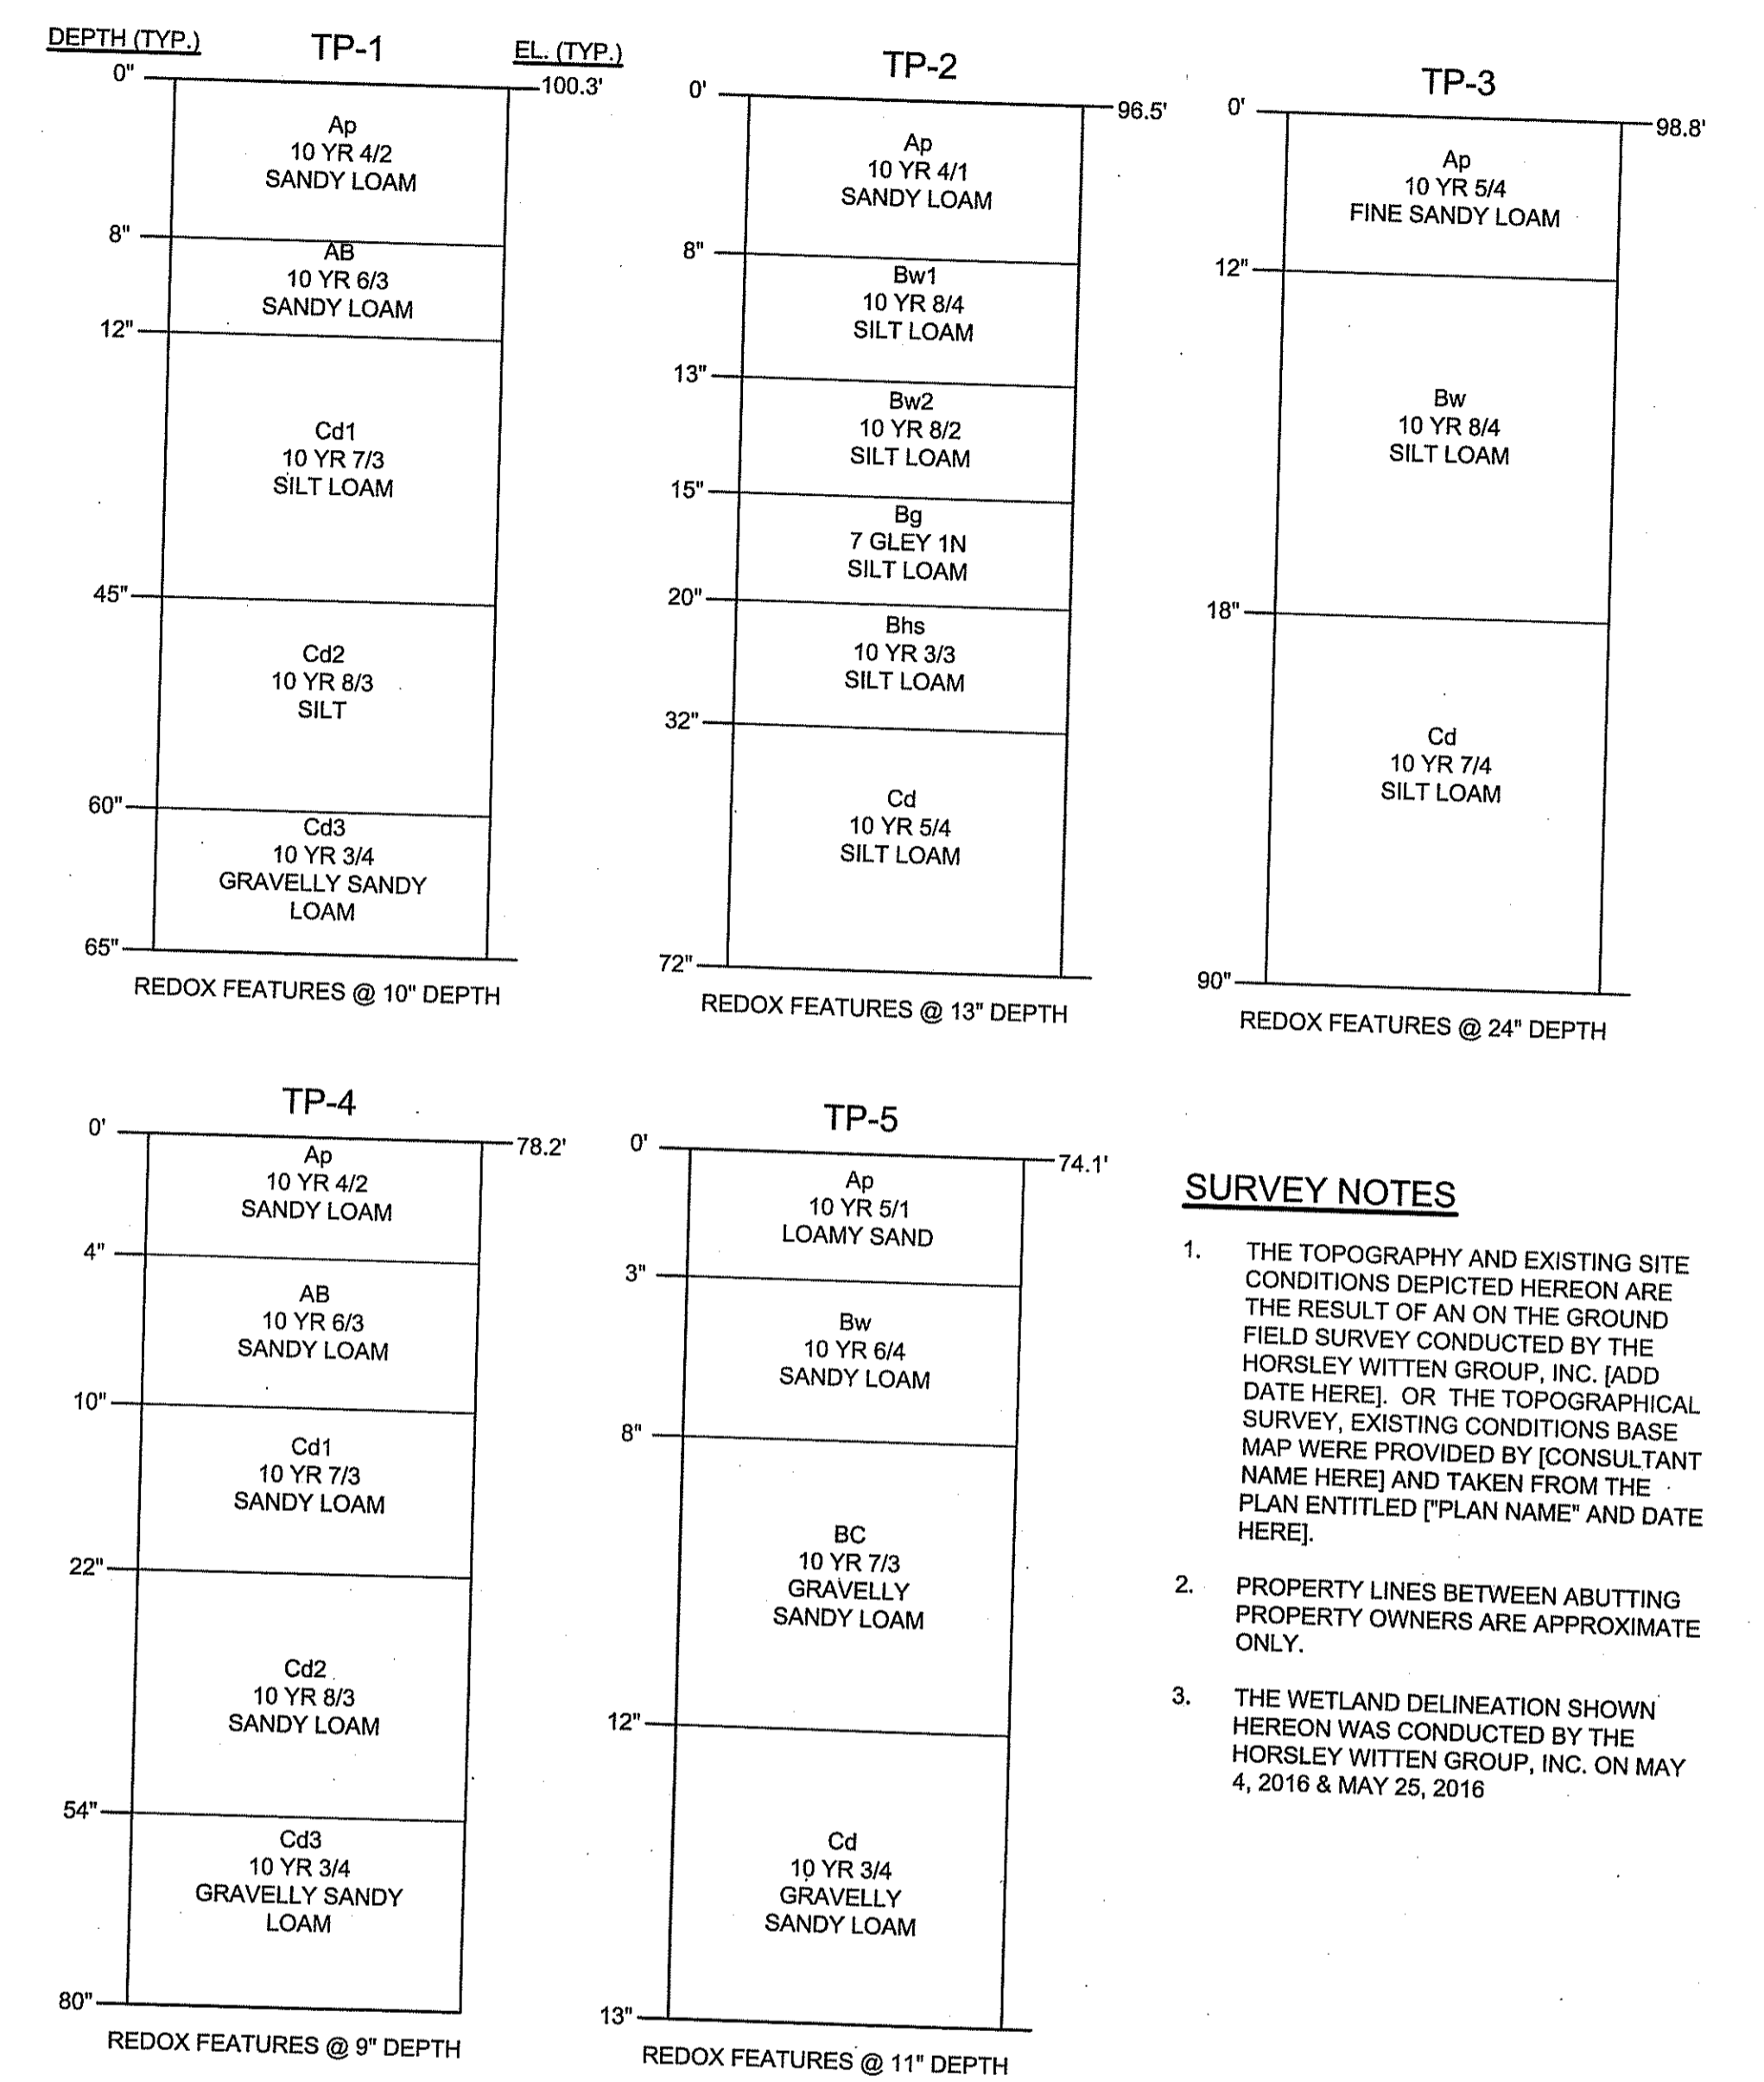 DEPTH (TYP.)
TP-1
EL. (TYP.)
0"
100.3'
Ap
10 YR 4/2
SANDY LOAM
8"
AB
10 YR 6/3
SANDY LOAM
12"
Cd1
10 YR 7/3
SILT LOAM
45"
Cd2
10 YR 8/3
SILT
60"
Cd3
10 YR 3/4
GRAVELLY SANDY
LOAM
65"
REDOX FEATURES @ 10" DEPTH
TP-2
0'
96.5'
Ap
10 YR 4/1
SANDY LOAM
8"
Bw1
10 YR 8/4
SILT LOAM
13"
Bw2
10 YR 8/2
SILT LOAM
15"
Bg
7 GLEY 1N
SILT LOAM
20"
Bhs
10 YR 3/3
SILT LOAM
32"
Cd
10 YR 5/4
SILT LOAM
72"
REDOX FEATURES @ 13" DEPTH
TP-3
0'
98.8'
Ap
10 YR 5/4
FINE SANDY LOAM
12"
Bw
10 YR 8/4
SILT LOAM
18"
Cd
10 YR 7/4
SILT LOAM
90"
REDOX FEATURES @ 24" DEPTH
TP-4
0'
78.2'
Ap
10 YR 4/2
SANDY LOAM
4"
AB
10 YR 6/3
SANDY LOAM
10"
Cd1
10 YR 7/3
SANDY LOAM
22"
Cd2
10 YR 8/3
SANDY LOAM
54"
Cd3
10 YR 3/4
GRAVELLY SANDY
LOAM
80"
REDOX FEATURES @ 9" DEPTH
TP-5
0'
74.1'
Ap
10 YR 5/1
LOAMY SAND
3"
Bw
10 YR 6/4
SANDY LOAM
8"
BC
10 YR 7/3
GRAVELLY
SANDY LOAM
12"
Cd
10 YR 3/4
GRAVELLY
SANDY LOAM
13"
REDOX FEATURES @ 11" DEPTH
SURVEY NOTES
1. THE TOPOGRAPHY AND EXISTING SITE
CONDITIONS DEPICTED HEREON ARE
THE RESULT OF AN ON THE GROUND
FIELD SURVEY CONDUCTED BY THE
HORSLEY WITTEN GROUP, INC. [ADD
DATE HERE]. OR THE TOPOGRAPHICAL
SURVEY, EXISTING CONDITIONS BASE
MAP WERE PROVIDED BY [CONSULTANT
NAME HERE] AND TAKEN FROM THE
PLAN ENTITLED ["PLAN NAME" AND DATE
HERE].
2. PROPERTY LINES BETWEEN ABUTTING
PROPERTY OWNERS ARE APPROXIMATE
ONLY.
3. THE WETLAND DELINEATION SHOWN
HEREON WAS CONDUCTED BY THE
HORSLEY WITTEN GROUP, INC. ON MAY
4, 2016 & MAY 25, 2016